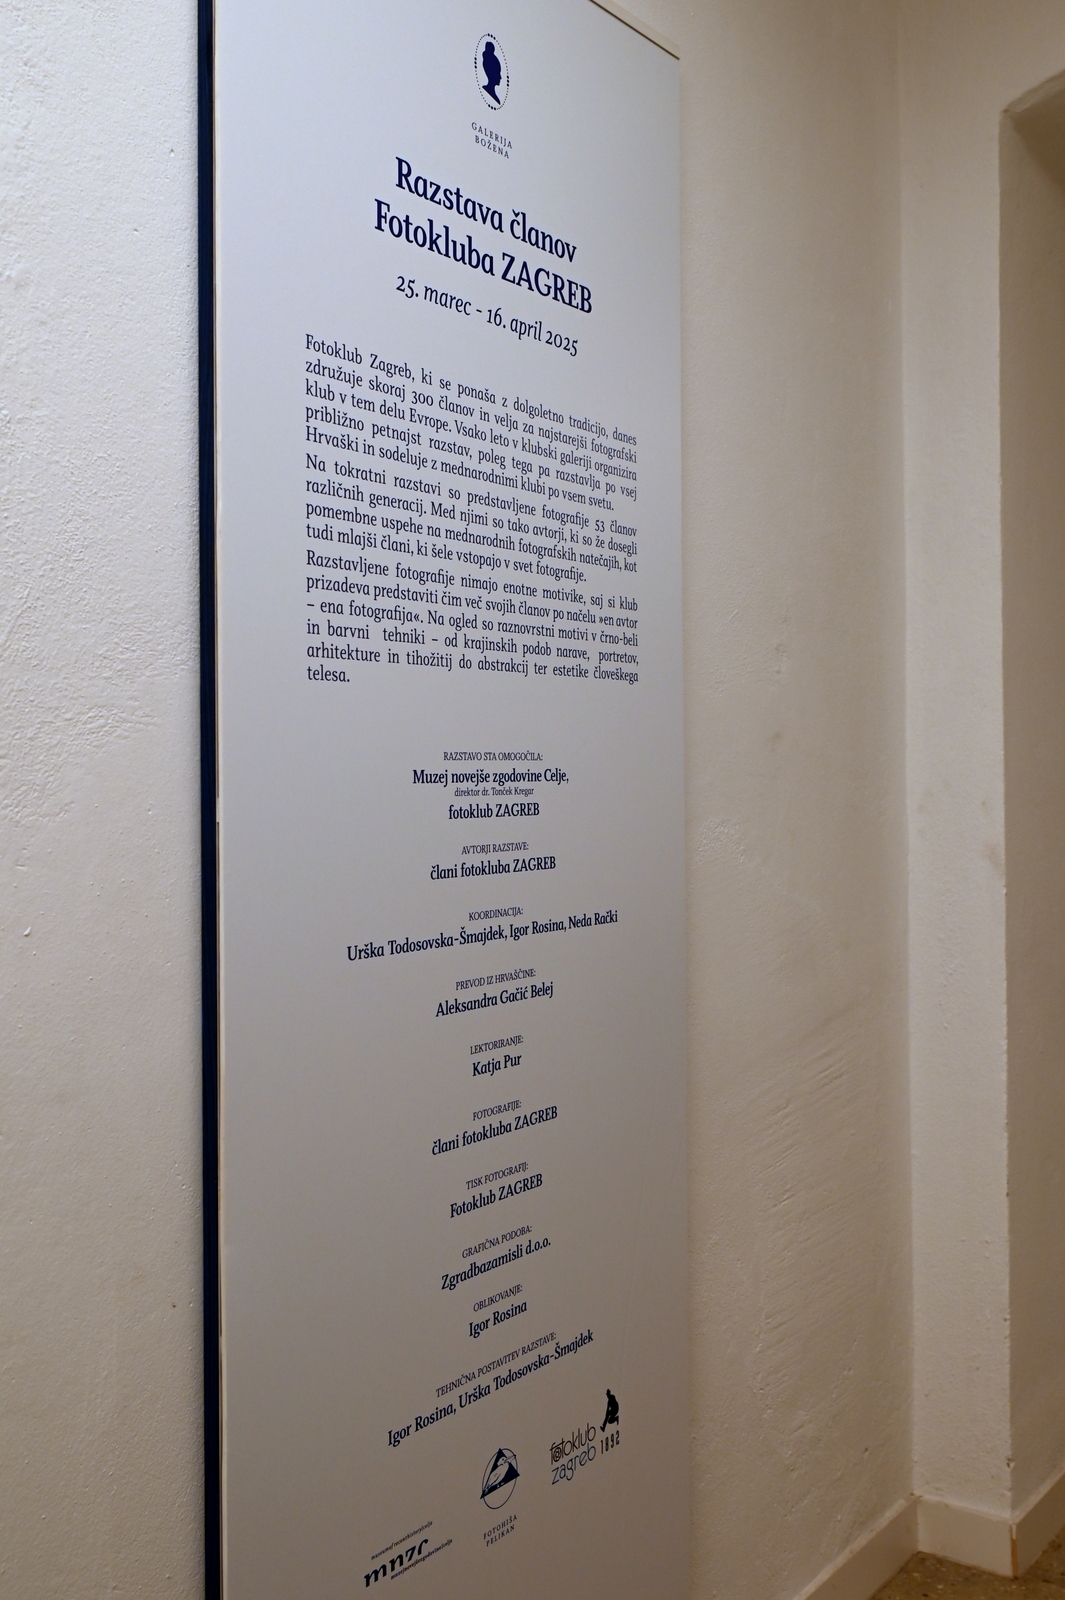 GALERIJA
BOŽENA
Razstava članov
Fotokluba ZAGREB
25. marec - 16. april 2025
Fotoklub Zagreb, ki se ponaša z dolgoletno tradicijo, danes
združuje skoraj 300 članov in velja za najstarejši fotografski
klub v tem delu Evrope. Vsako leto v klubski galeriji organizira
približno petnajst razstav, poleg tega pa razstavlja po vsej
Hrvaški in sodeluje z mednarodnimi klubi po vsem svetu.
Na tokratni razstavi so predstavljene fotografije 53 članov
različnih generacij. Med njimi so tako avtorji, ki so že dosegli
pomembne uspehe na mednarodnih fotografskih natečajih, kot
tudi mlajši člani, ki šele vstopajo v svet fotografije.
Razstavljene fotografije nimajo enotne motivike, saj si klub
prizadeva predstaviti čim več svojih članov po načelu »en avtor
– ena fotografija«. Na ogled so raznovrstni motivi v črno-beli
in barvni tehniki – od krajinskih podob narave, portretov,
arhitekture in tihožitij do abstrakcij ter estetike človeškega
telesa.
RAZSTAVO STA OMOGOČILA:
Muzej novejše zgodovine Celje,
direktor dr. Tonček Kregar
fotoklub ZAGREB
AVTORJI RAZSTAVE:
člani fotokluba ZAGREB
KOORDINACIJA:
Urška Todosovska-Šmajdek, Igor Rosina, Neda Rački
PREVOD IZ HRVAŠČINE:
Aleksandra Gačić Belej
LEKTORIRANJE:
Katja Pur
FOTOGRAFIJE:
člani fotokluba ZAGREB
TISK FOTOGRAFIJ:
Fotoklub ZAGREB
GRAFIČNA PODOBA:
Zgradbazamisli d.o.o.
OBLIKOVANJE:
Igor Rosina
TEHNIČNA POSTAVITEV RAZSTAVE:
Igor Rosina, Urška Todosovska-Šmajdek
fotoklub
zagreb 1892
FOTOHIŠA
PELIKAN
museumofrecenthistorycelje
mnzc
muzejnovejšezgodovinecelje